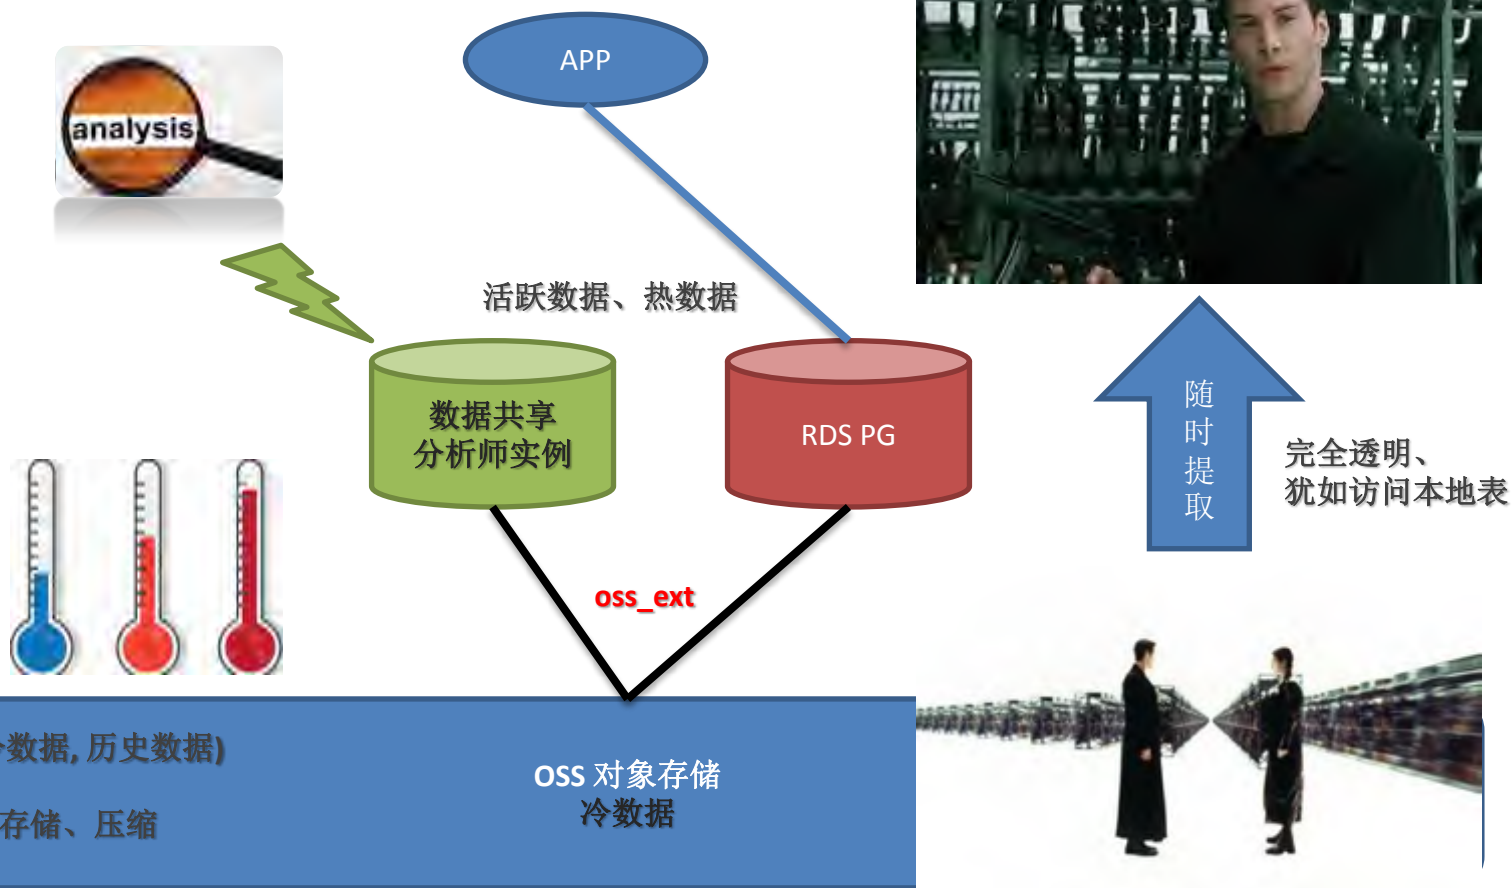 APP
analysis
活跃数据、热数据
数据共享
分析师实例
RDS PG
随
时
提
取
完全透明、
犹如访问本地表
oss_ext
数据, 历史数据)
OSS 对象存储
冷数据
存储、压缩